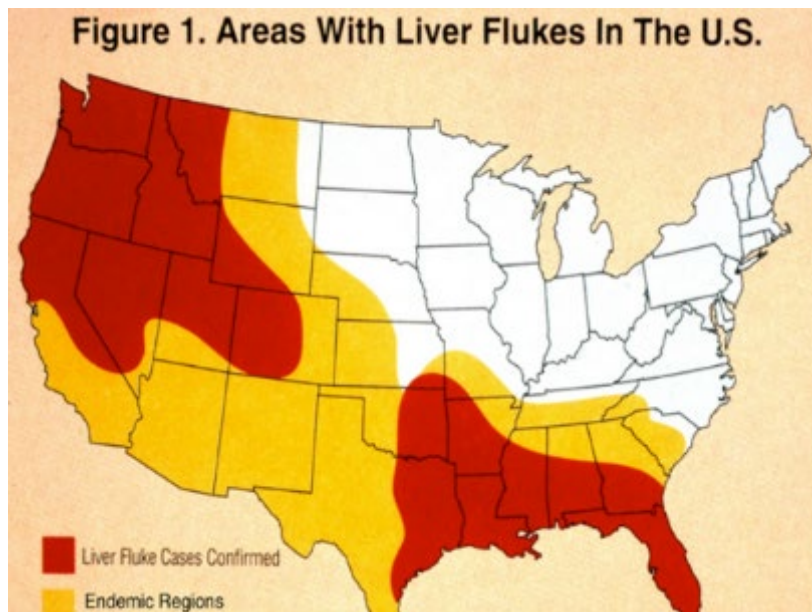 Figure 1. Areas With Liver Flukes In The U.S.
Liver Fluke Cases Confirmed
Endemic Regions